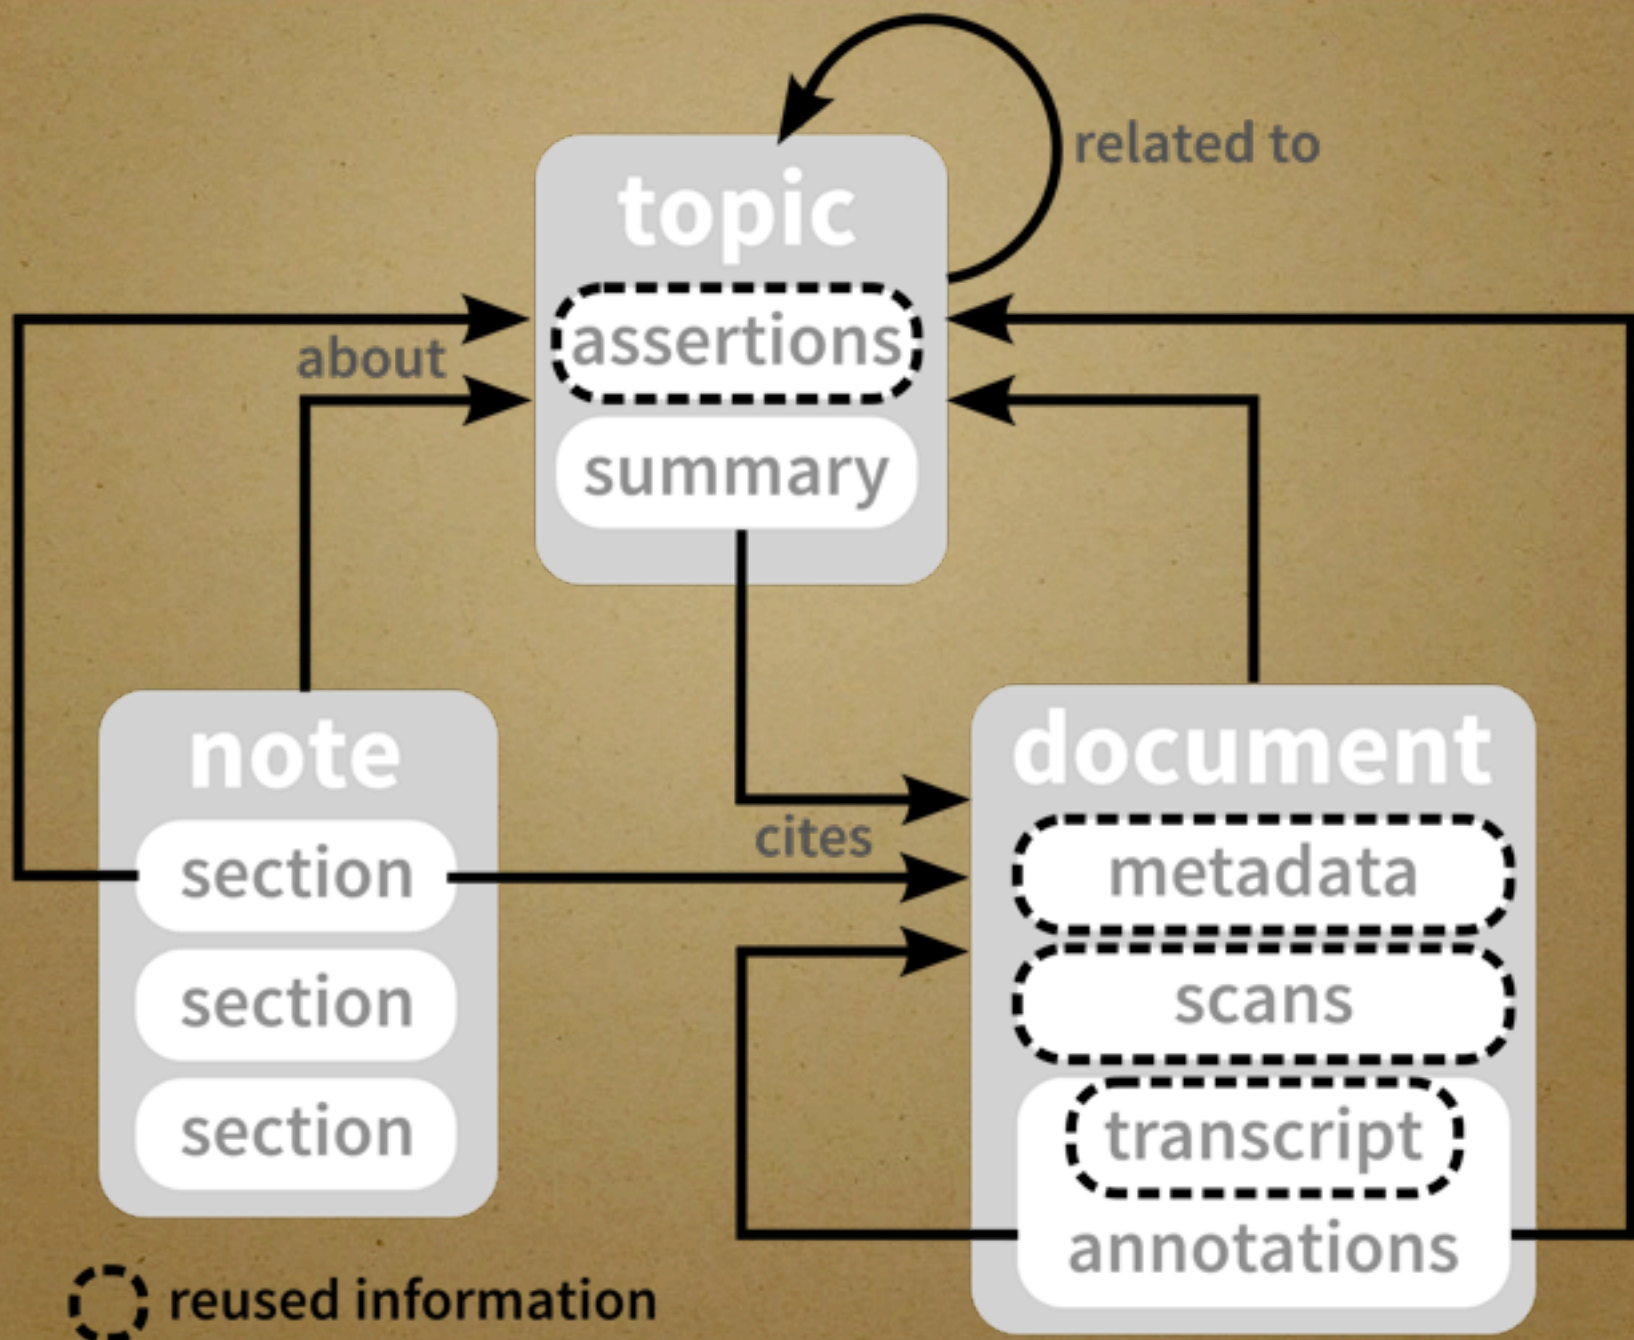 related to
topic
assertions
about
summary
note
document
cites
section
metadata
section
scans
section
transcript
annotations
reused information